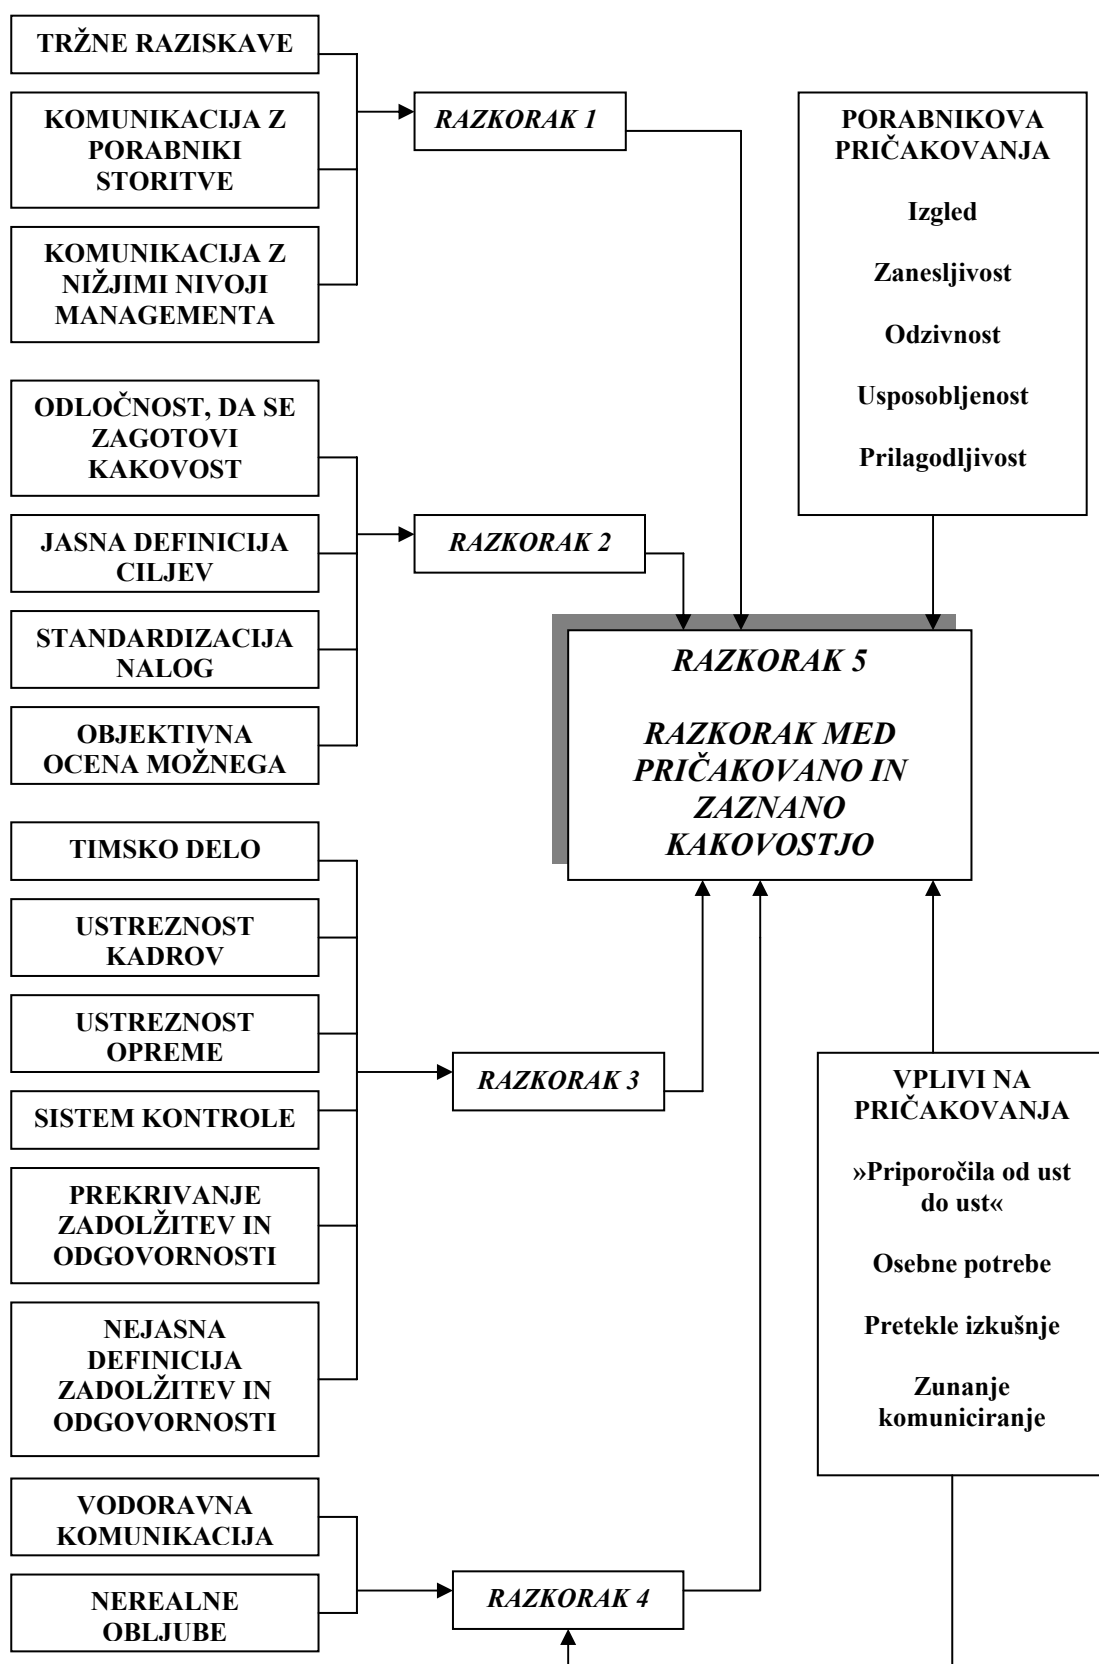 TRŽNE RAZISKAVE
KOMUNIKACIJA Z
PORABNIKI
STORITVE
KOMUNIKACIJA Z
NIŽJIMI NIVOJI
MANAGEMENTA
RAZKORAK 1
PORABNIKOVA
PRIČAKOVANJA
Izgled
Zanesljivost
Odzivnost
Usposobljenost
Prilagodljivost
ODLOČNOST, DA SE
ZAGOTOVI
KAKOVOST
JASNA DEFINICIJA
CILJEV
STANDARDIZACIJA
NALOG
OBJEKTIVNA
OCENA MOŽNEGA
RAZKORAK 2
RAZKORAK 5
RAZKORAK MED
PRIČAKOVANO IN
ZAZNANO
KAKOVOSTJO
TIMSKO DELO
USTREZNOST
KADROV
USTREZNOST
OPREME
SISTEM KONTROLE
PREKRIVANJE
ZADOLŽITEV IN
ODGOVORNOSTI
NEJASNA
DEFINICIJA
ZADOLŽITEV IN
ODGOVORNOSTI
RAZKORAK 3
VPLIVI NA
PRIČAKOVANJA
»Priporočila od ust
do ust«
Osebne potrebe
Pretekle izkušnje
Zunanje
komuniciranje
VODORAVNA
KOMUNIKACIJA
NEREALNE
OBLJUBE
RAZKORAK 4